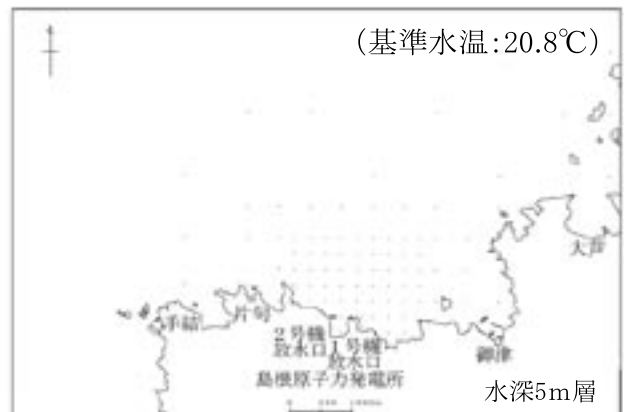 （基準水温:20.8℃）
大芦
片句
手結
2号機
放水口
1号機
放水口
御津
島根原子力発電所
水深5m層